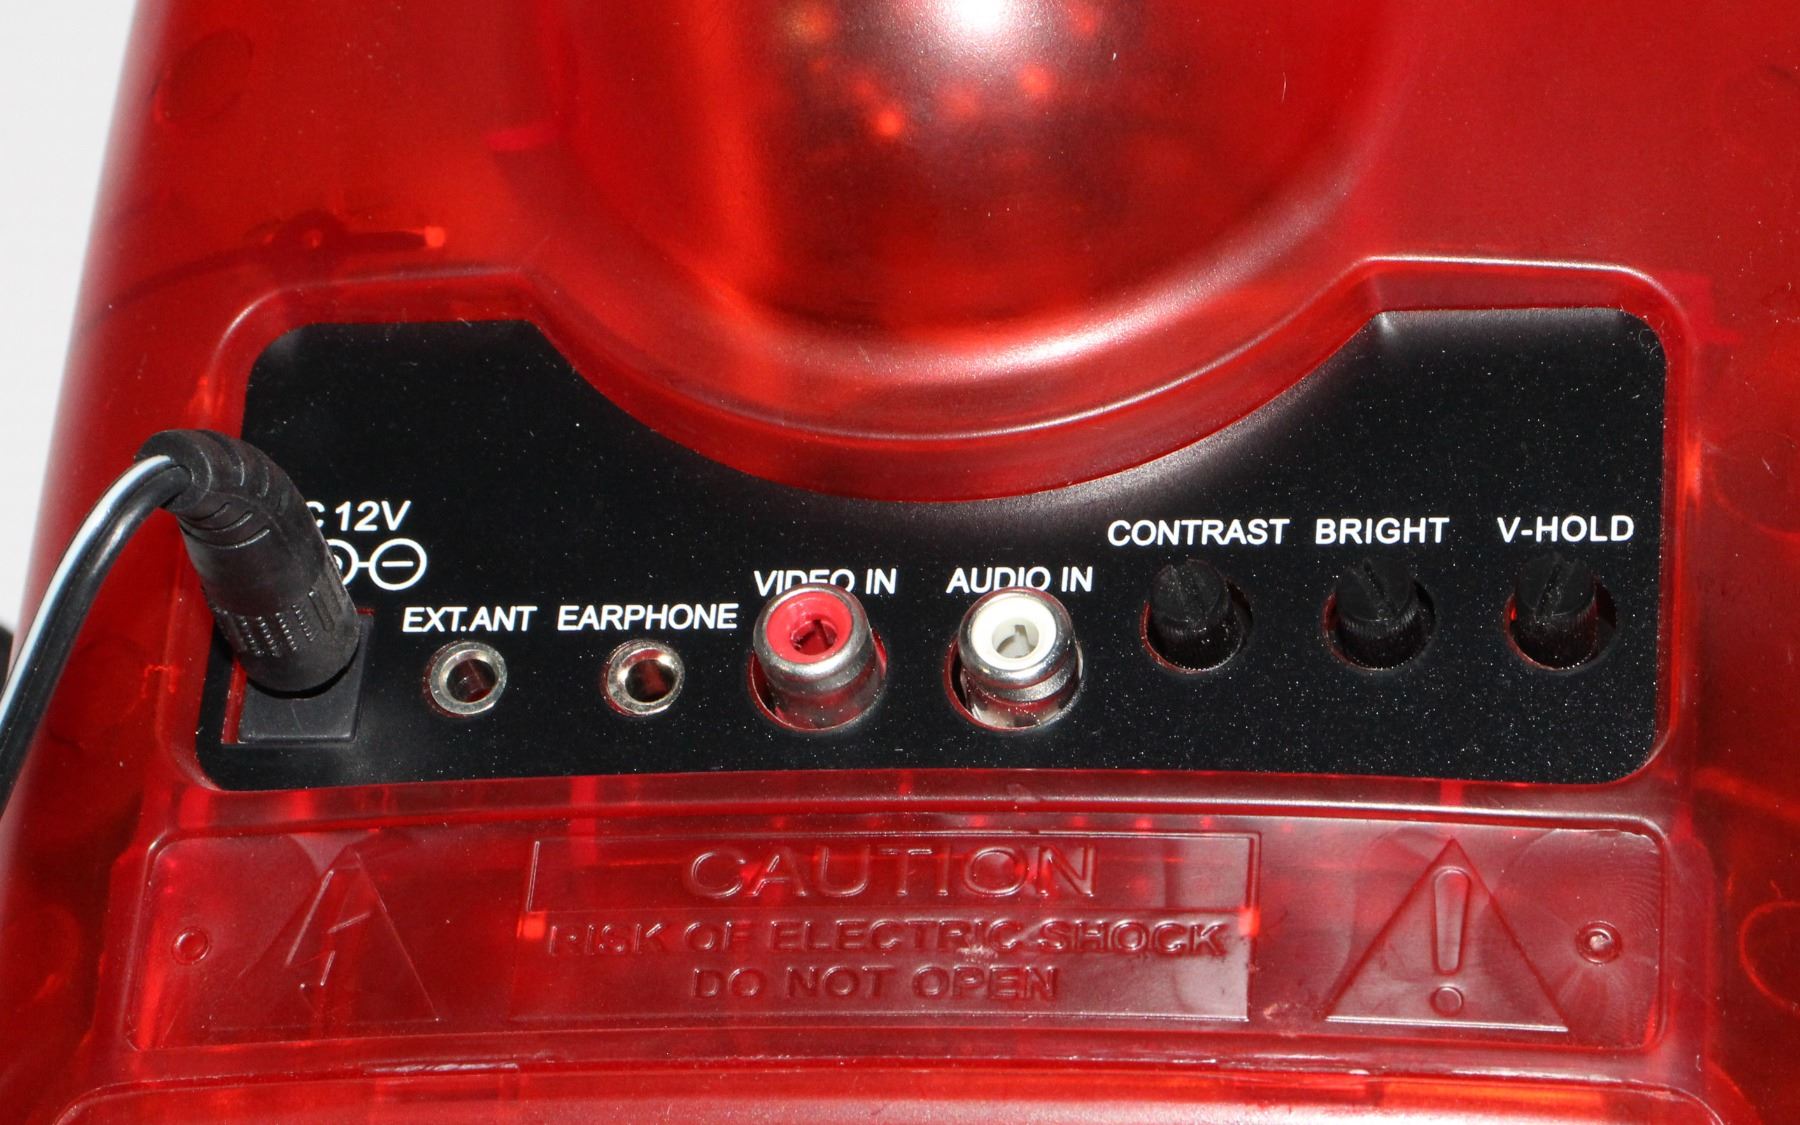 C 12V
EXT.ANT
EARPHONE
VIDEO IN
AUDIO IN
CONTRAST
BRIGHT
V-HOLD
CAUTION
RISK OF ELECTRIC SHOCK
DO NOT OPEN